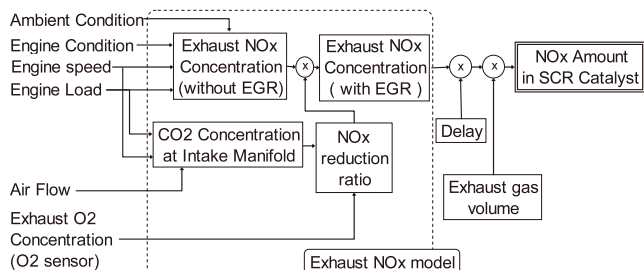 Ambient Condition
Engine Condition
Engine speed
Engine Load
Exhaust NOx
Concentration
(without EGR)
x
Exhaust NOx
Concentration
( with EGR )
x
x
NOx Amount
in SCR Catalyst
CO2 Concentration
at Intake Manifold
NOx
reduction
ratio
Delay
Exhaust gas
volume
Air Flow
Exhaust O2
Concentration
(O2 sensor)
Exhaust NOx model